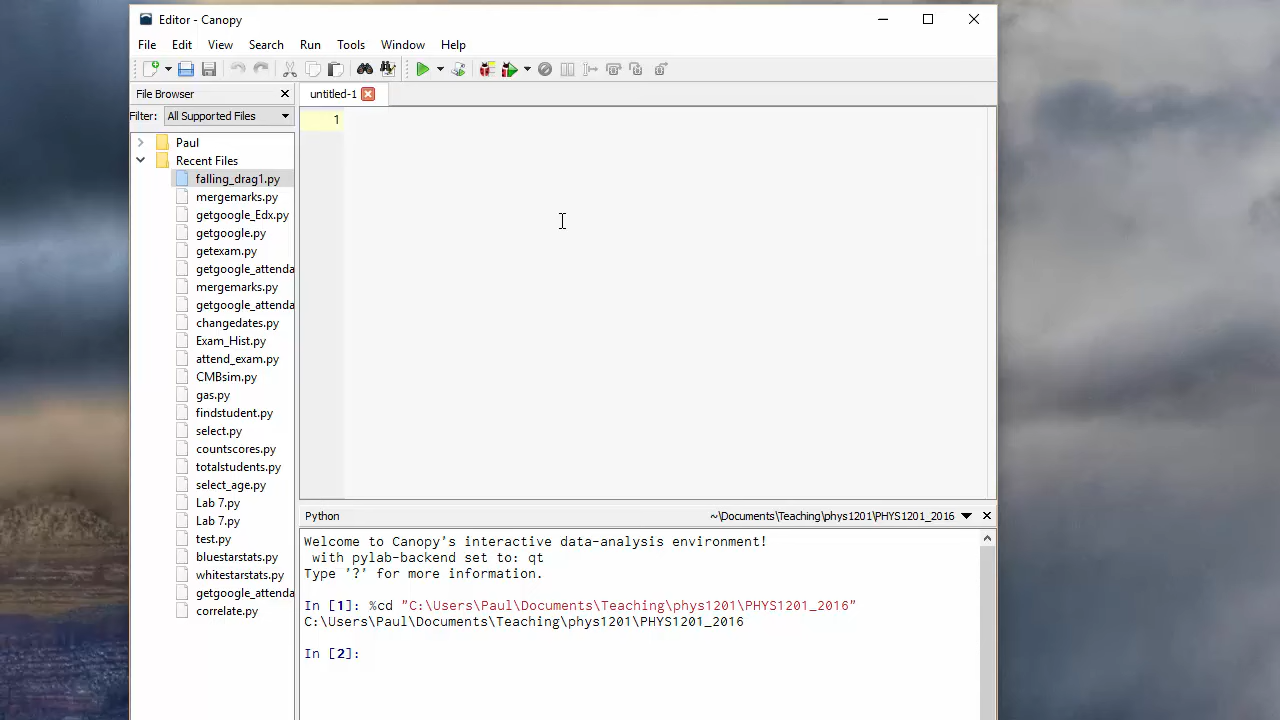 Editor - Canopy
File Edit View Search Run Tools Window Help
File Browser
untitled-1
Filter: All Supported Files
1
Paul
Recent Files
falling_drag1.py
mergemarks.py
getgoogle_Edx.py
getgoogle.py
getexam.py
getgoogle_attenda
mergemarks.py
getgoogle_attenda
changedates.py
Exam_Hist.py
attend_exam.py
CMBsim.py
gas.py
findstudent.py
select.py
countscores.py
totalstudents.py
select_age.py
Lab 7.py
Lab 7.py
test.py
bluestarstats.py
whitestarstats.py
getgoogle_attenda
correlate.py
Python ~\Documents\Teaching\phys1201\PHYS1201_2016
Welcome to Canopy's interactive data-analysis environment!
with pylab-backend set to: qt
Type '?' for more information.
In [1]: %cd "C:\Users\Paul\Documents\Teaching\phys1201\PHYS1201_2016"
C:\Users\Paul\Documents\Teaching\phys1201\PHYS1201_2016
In [2]: